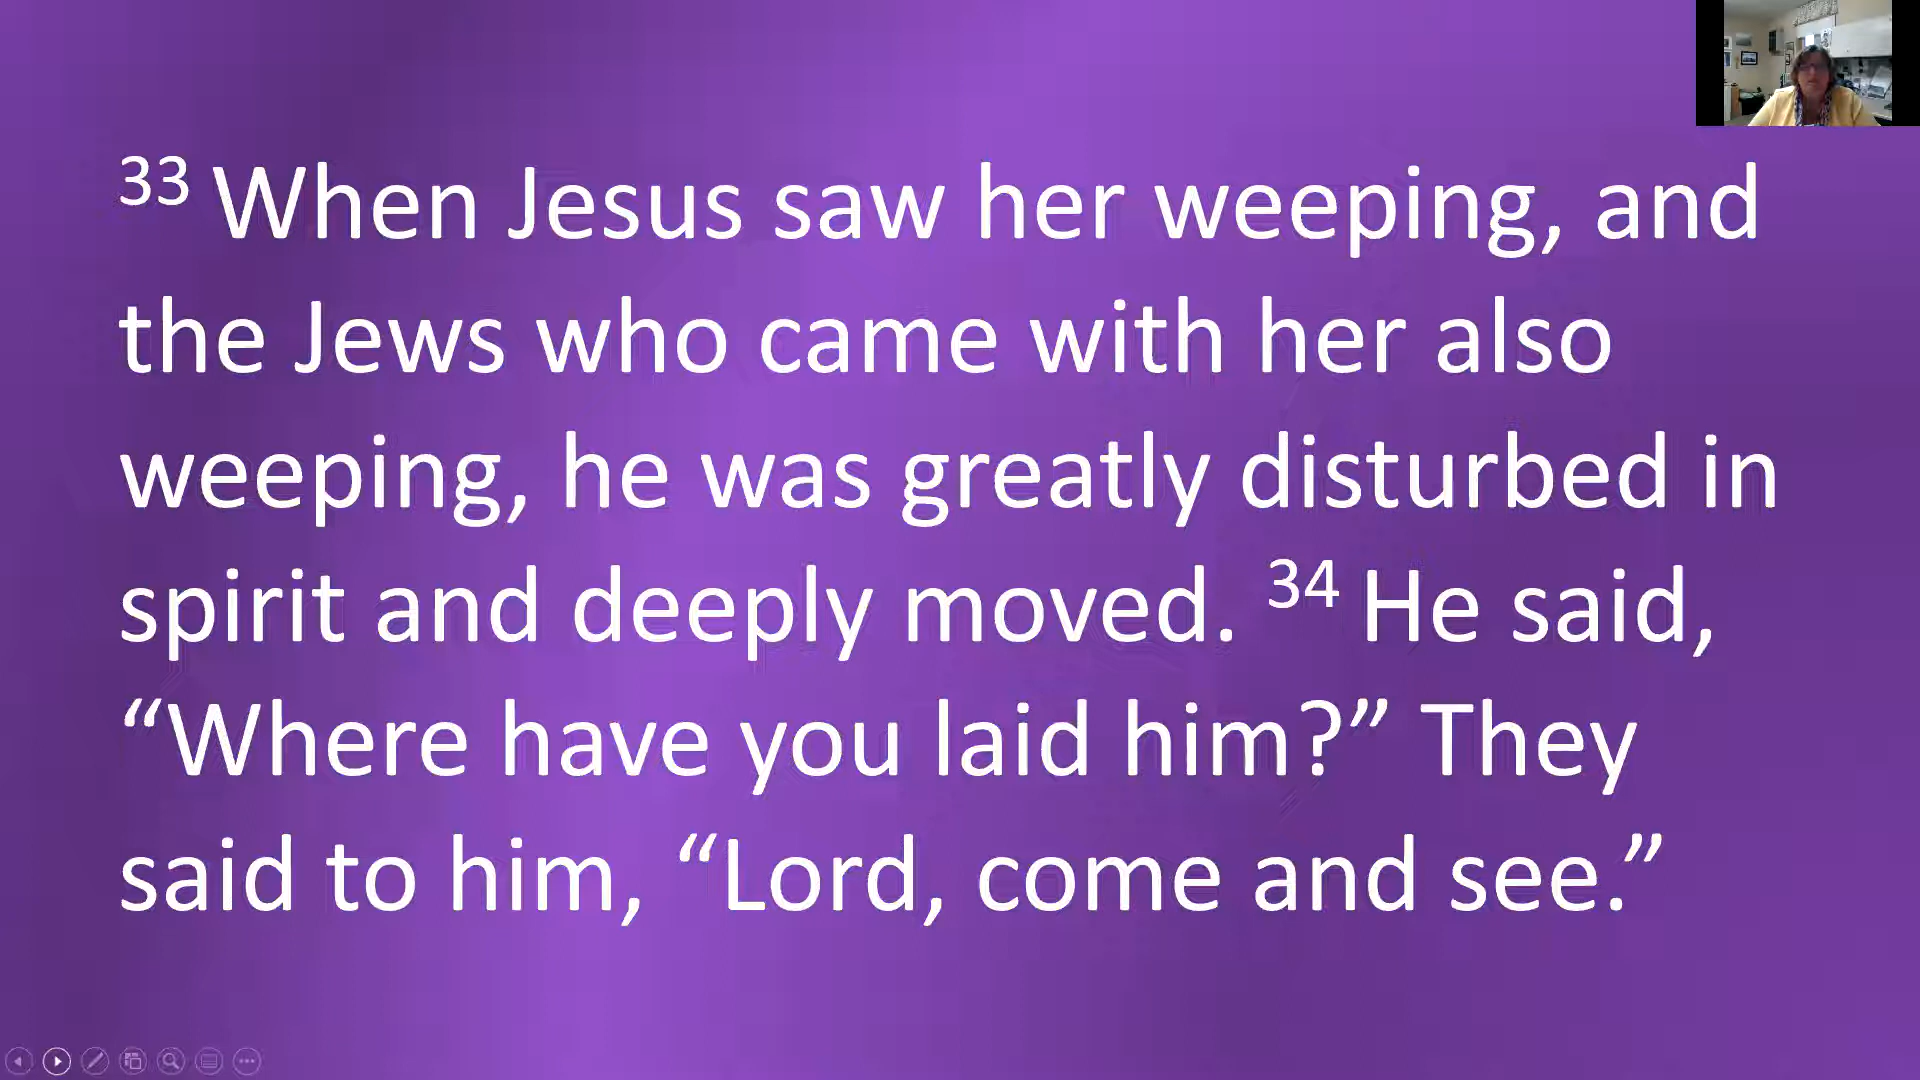 33 When Jesus saw her weeping, and
the Jews who came with her also
weeping, he was greatly disturbed in
spirit and deeply moved. 34 He said,
“Where have you laid him?” They
said to him, “Lord, come and see.”